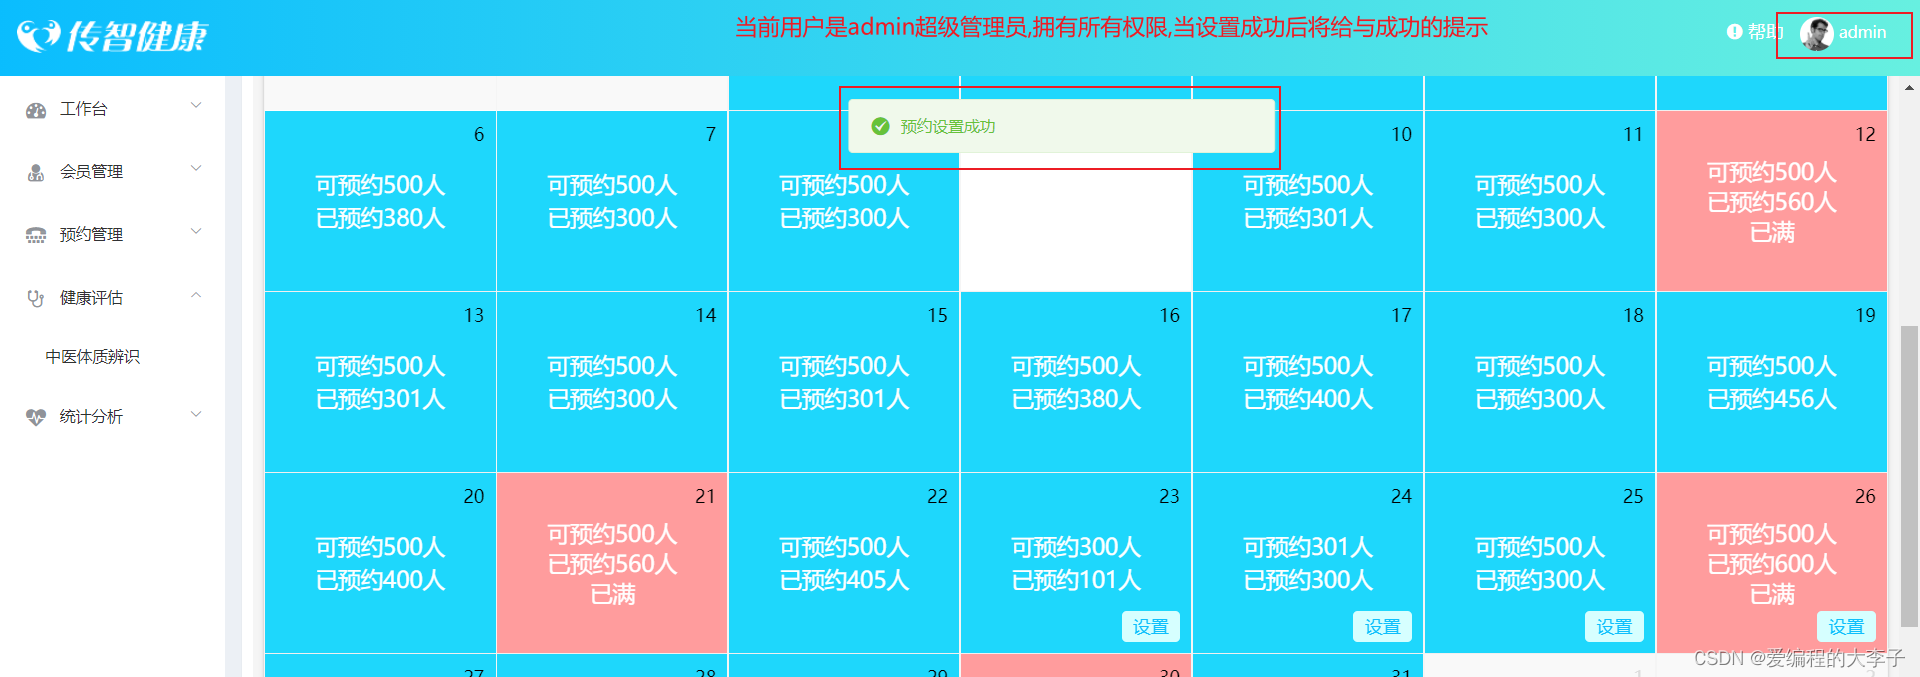 传智健康
当前用户是admin超级管理员,拥有所有权限,当设置成功后将给与成功的提示
帮助
admin
工作台
会员管理
预约管理
健康评估
中医体质辨识
统计分析
预约设置成功
6
可预约500人
已预约380人
7
可预约500人
已预约300人
可预约500人
已预约300人
10
可预约500人
已预约301人
11
可预约500人
已预约300人
12
可预约500人
已预约560人
已满
13
可预约500人
已预约301人
14
可预约500人
已预约300人
15
可预约500人
已预约301人
16
可预约500人
已预约380人
17
可预约500人
已预约400人
18
可预约500人
已预约300人
19
可预约500人
已预约456人
20
可预约500人
已预约400人
21
可预约500人
已预约560人
已满
22
可预约500人
已预约405人
23
可预约300人
已预约101人
设置
24
可预约301人
已预约300人
设置
25
可预约500人
已预约300人
设置
26
可预约500人
已预约600人
已满
设置
27
28
29
30
31
1
2
CSDN @爱编程的大李子